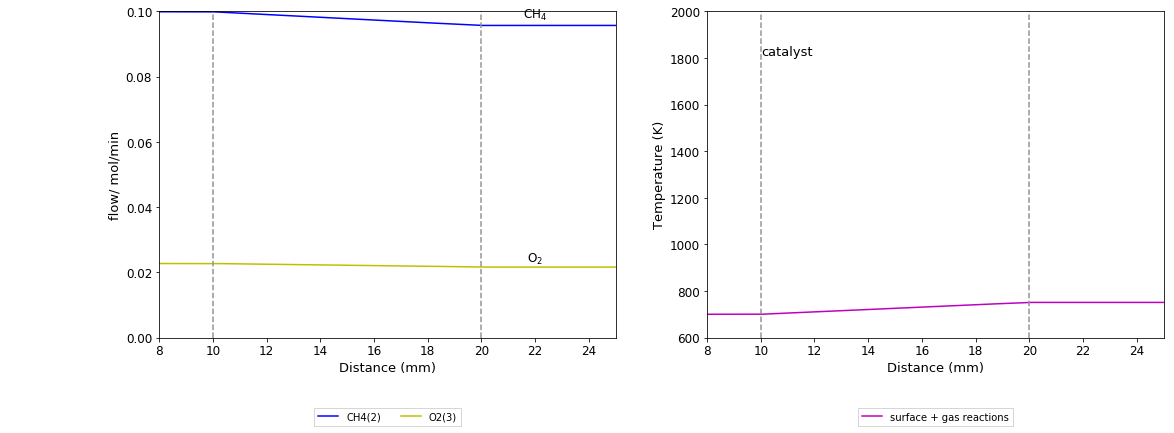 0.10
0.08
0.06
0.04
0.02
0.00
flow/ mol/min
CH₄
O₂
8 10 12 14 16 18 20 22 24
Distance (mm)
CH4(2) O2(3)
2000
1800
1600
1400
1200
1000
800
600
Temperature (K)
catalyst
8 10 12 14 16 18 20 22 24
Distance (mm)
surface + gas reactions